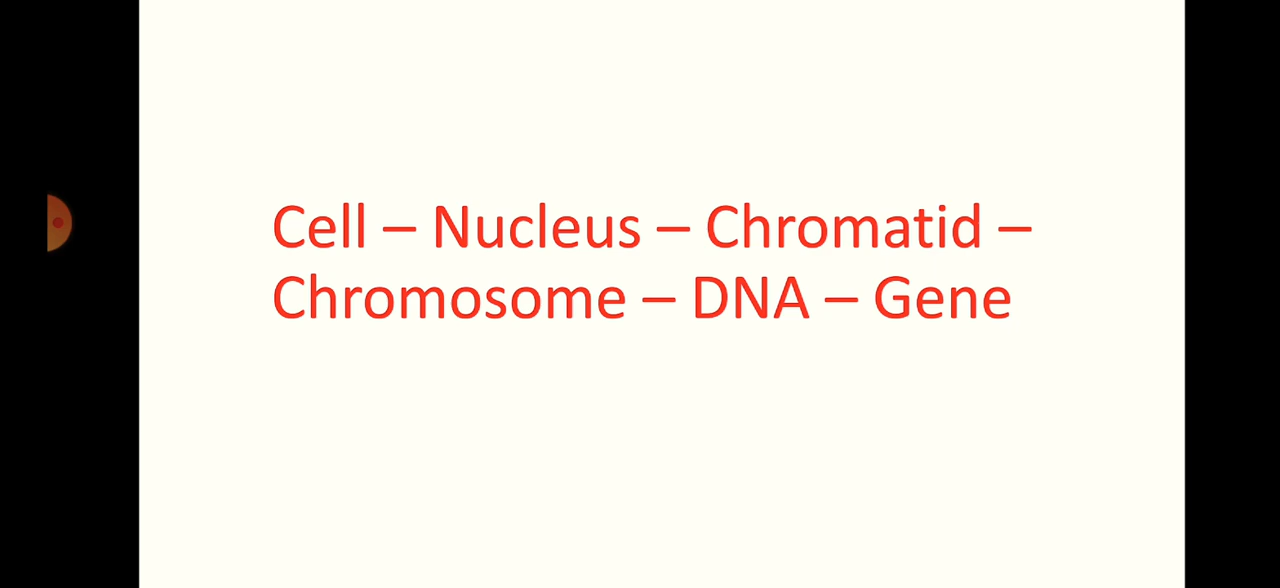 Cell – Nucleus – Chromatid –
Chromosome – DNA – Gene